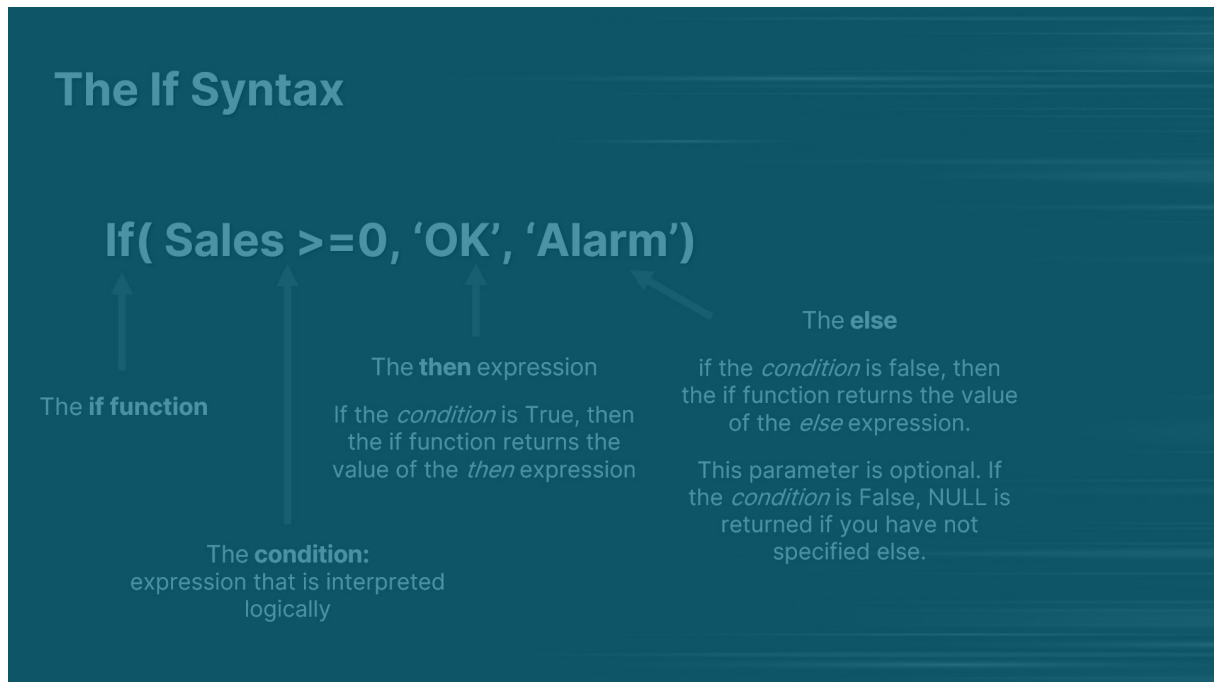 The If Syntax
If( Sales >=0, ‘OK’, ‘Alarm’)
The if function
The condition:
expression that is interpreted
logically
The then expression
If the condition is True, then
the if function returns the
value of the then expression
The else
if the condition is false, then
the if function returns the value
of the else expression.
This parameter is optional. If
the condition is False, NULL is
returned if you have not
specified else.